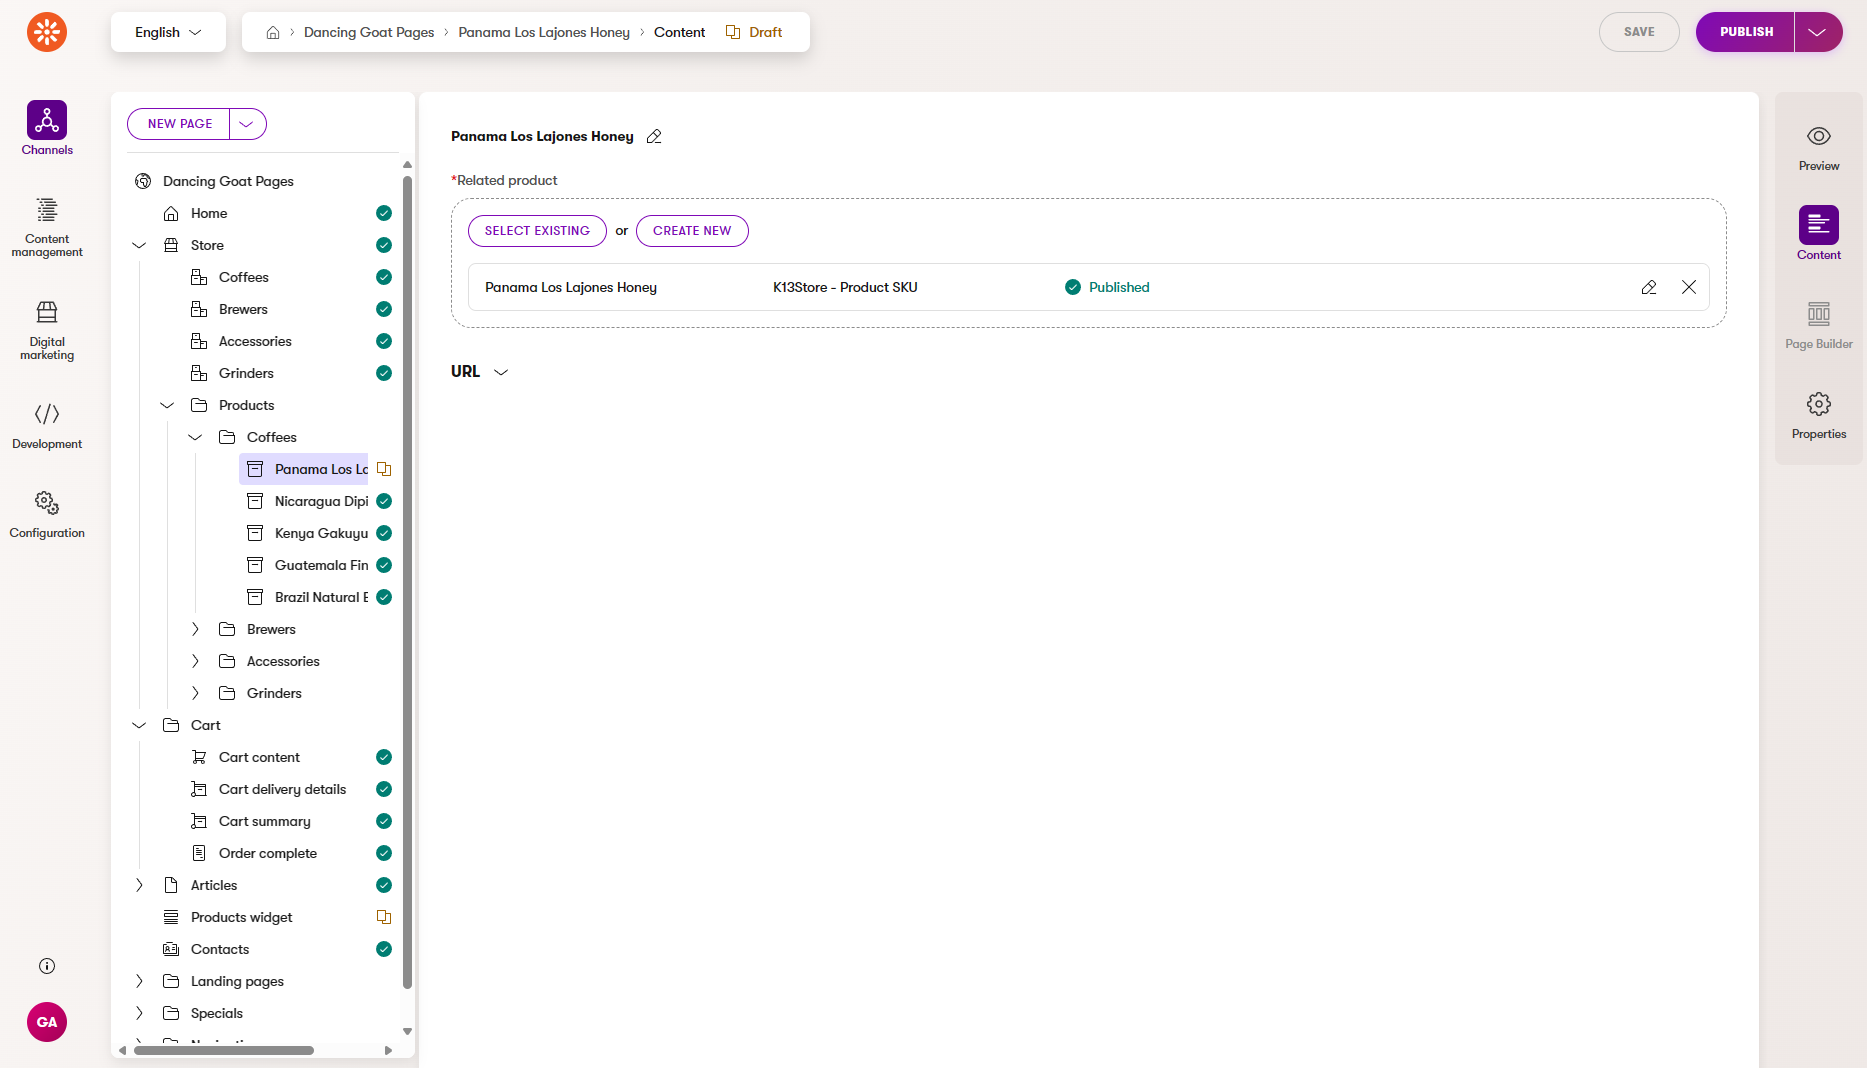 English
Dancing Goat Pages
Panama Los Lajones Honey
Content
Draft
SAVE
PUBLISH
Channels
Content
management
Digital
marketing
Development
Configuration
GA
NEW PAGE
Dancing Goat Pages
Home
Store
Coffees
Brewers
Accessories
Grinders
Products
Coffees
Panama Los Lo
Nicaragua Dipi
Kenya Gakuyu
Guatemala Fin
Brazil Natural
Brewers
Accessories
Grinders
Cart
Cart content
Cart delivery details
Cart summary
Order complete
Articles
Products widget
Contacts
Landing pages
Specials
Panama Los Lajones Honey
*Related product
SELECT EXISTING or CREATE NEW
Panama Los Lajones Honey K13Store - Product SKU Published
URL
Preview
Content
Page Builder
Properties